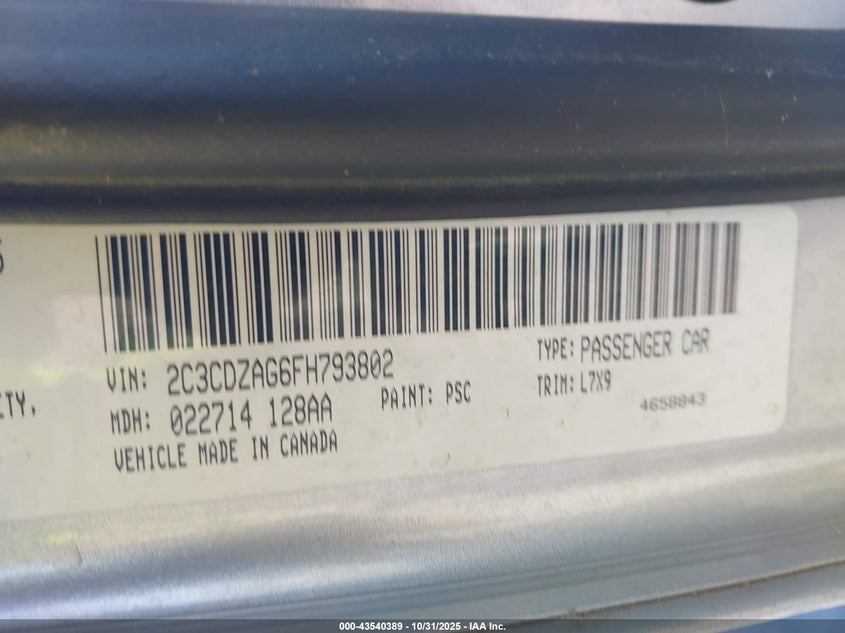 VIN: 2C3CDZAG6FH793802
TYPE: PASSENGER CAR
MDH: 022714 128AA
PAINT: PSC
TRIM: L7X9
4658843
VEHICLE MADE IN CANADA
000-43540389 - 10/31/2025 - IAA Inc.